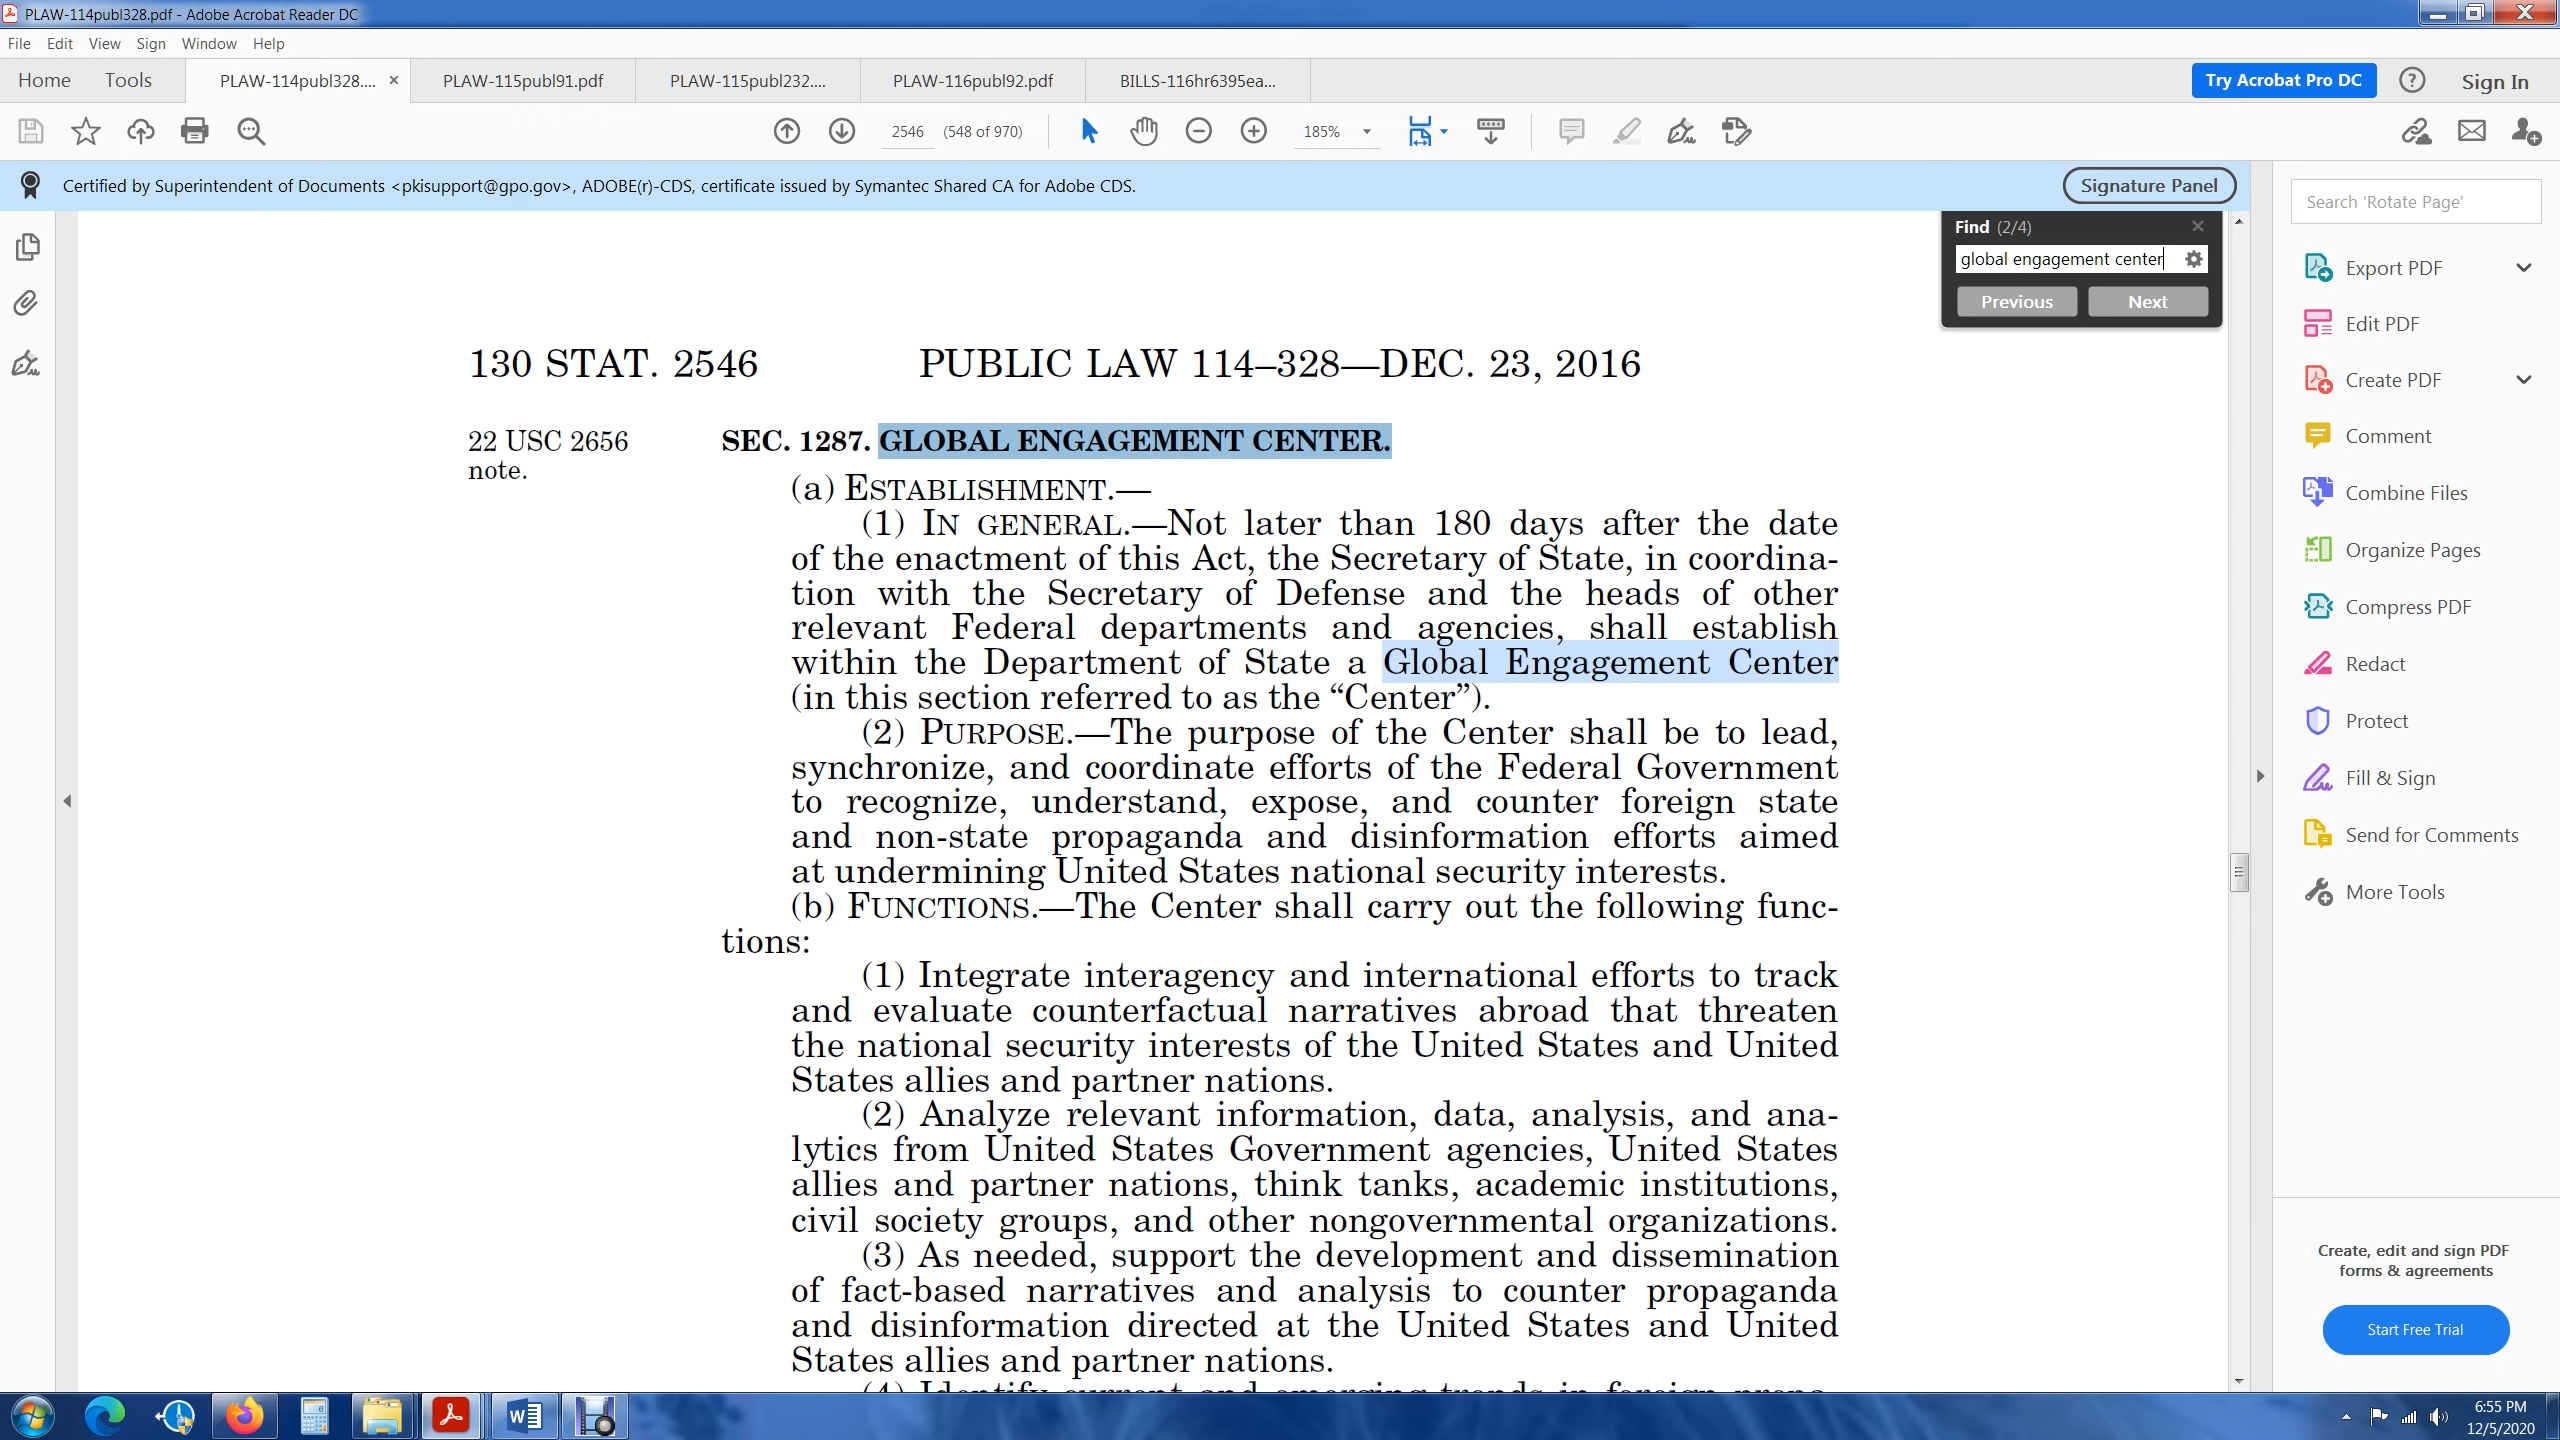 PLAW-114publ328.pdf - Adobe Acrobat Reader DC
File Edit View Sign Window Help
Home Tools PLAW-114publ328.... × PLAW-115publ91.pdf PLAW-115publ232.... PLAW-116publ92.pdf BILLS-116hr6395ea... Try Acrobat Pro DC ? Sign In
2546 (548 of 970) 185%
Certified by Superintendent of Documents <pkisupport@gpo.gov>, ADOBE(r)-CDS, certificate issued by Symantec Shared CA for Adobe CDS. Signature Panel
Find (2/4)
global engagement center
Previous Next
130 STAT. 2546 PUBLIC LAW 114–328—DEC. 23, 2016
22 USC 2656
note.
SEC. 1287. GLOBAL ENGAGEMENT CENTER.
(a) ESTABLISHMENT.—
(1) IN GENERAL.—Not later than 180 days after the date
of the enactment of this Act, the Secretary of State, in coordina-
tion with the Secretary of Defense and the heads of other
relevant Federal departments and agencies, shall establish
within the Department of State a Global Engagement Center
(in this section referred to as the “Center”).
(2) PURPOSE.—The purpose of the Center shall be to lead,
synchronize, and coordinate efforts of the Federal Government
to recognize, understand, expose, and counter foreign state
and non-state propaganda and disinformation efforts aimed
at undermining United States national security interests.
(b) FUNCTIONS.—The Center shall carry out the following func-
tions:
(1) Integrate interagency and international efforts to track
and evaluate counterfactual narratives abroad that threaten
the national security interests of the United States and United
States allies and partner nations.
(2) Analyze relevant information, data, analysis, and ana-
lytics from United States Government agencies, United States
allies and partner nations, think tanks, academic institutions,
civil society groups, and other nongovernmental organizations.
(3) As needed, support the development and dissemination
of fact-based narratives and analysis to counter propaganda
and disinformation directed at the United States and United
States allies and partner nations.
(4) Identify current and emerging trends in foreign propa-
Search 'Rotate Page'
Export PDF
Edit PDF
Create PDF
Comment
Combine Files
Organize Pages
Compress PDF
Redact
Protect
Fill & Sign
Send for Comments
More Tools
Create, edit and sign PDF
forms & agreements
Start Free Trial
6:55 PM
12/5/2020